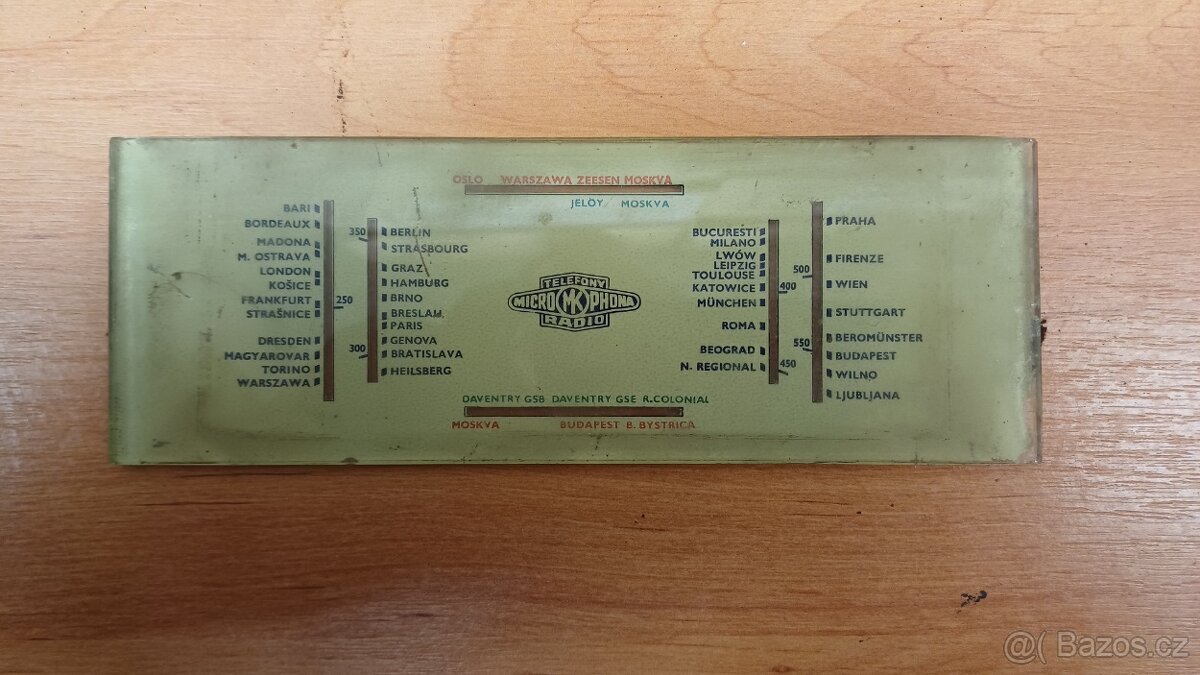 OSLO WARSZAWA ZEESEN MOSKVA
JELÖY MOSKVA
BARI
BORDEAUX
MADONA
M. OSTRAVA
LONDON
KOŠICE
FRANKFURT
250
STRAŠNICE
DRESDEN
MAGYAROVAR
TORINO
WARSZAWA
350
BERLIN
STRASBOURG
GRAZ
HAMBURG
BRNO
BRESLAU
PARIS
GENOVA
300
BRATISLAVA
HEILSBERG
TELEFONY
MICRO MK PHONA
RADIO
BUCUREŠTI
MILANO
LWÓW
LEIPZIG
TOULOUSE
KATOWICE
400
MÜNCHEN
ROMA
BEOGRAD
N. REGIONAL
450
PRAHA
FIRENZE
500
WIEN
STUTTGART
BEROMÜNSTER
550
BUDAPEST
WILNO
LJUBLJANA
DAVENTRY GSB DAVENTRY GSE R.COLONIAL
MOSKVA BUDAPEST B. BYSTRICA
@( Bazos.cz